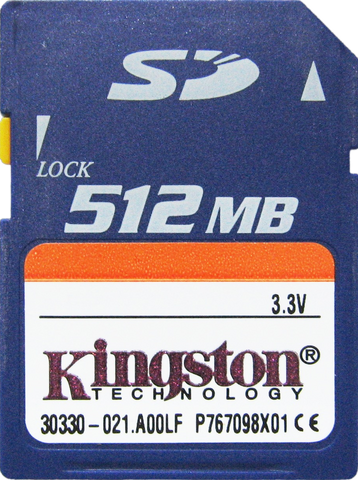 SD
LOCK
512 MB
3.3V
Kingston®
TECHNOLOGY
30330-021.A00LF P767098X01 CE